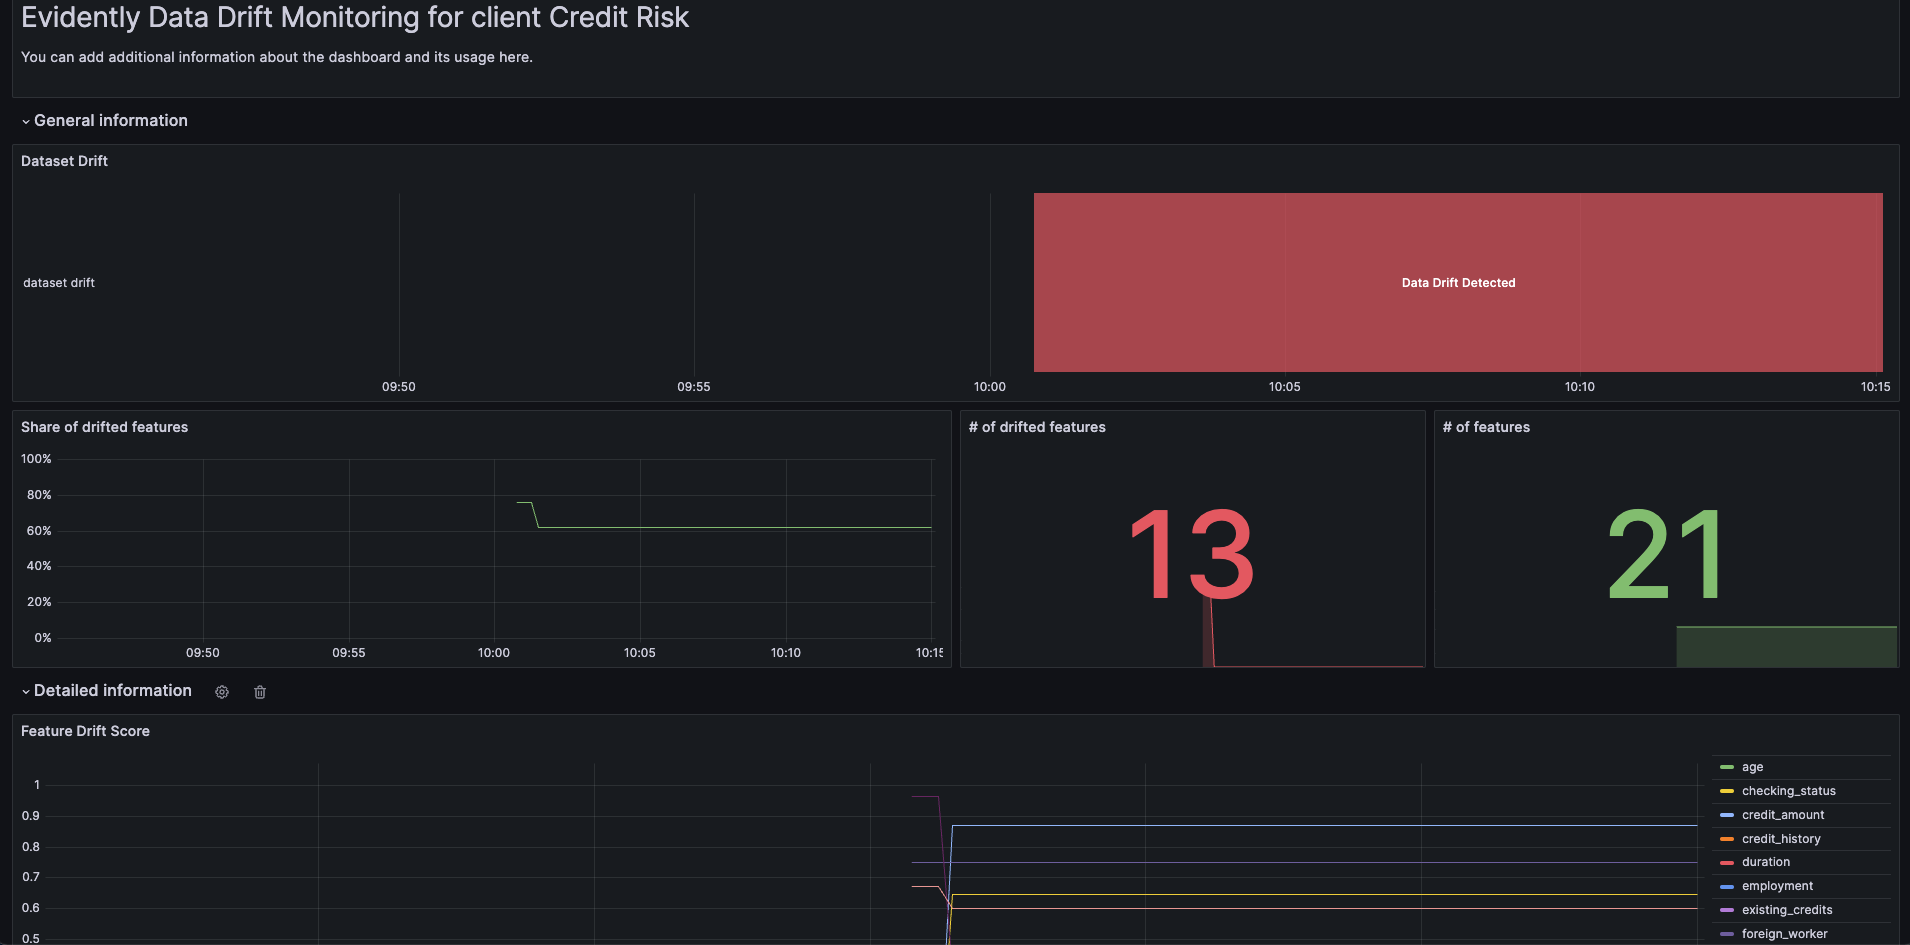 Evidently Data Drift Monitoring for client Credit Risk
You can add additional information about the dashboard and its usage here.
General information
Dataset Drift
dataset drift
Data Drift Detected
09:50 09:55 10:00 10:05 10:10 10:15
Share of drifted features
100%
80%
60%
40%
20%
0%
09:50 09:55 10:00 10:05 10:10 10:15
# of drifted features
13
# of features
21
Detailed information
Feature Drift Score
1
0.9
0.8
0.7
0.6
0.5
age
checking_status
credit_amount
credit_history
duration
employment
existing_credits
foreign_worker